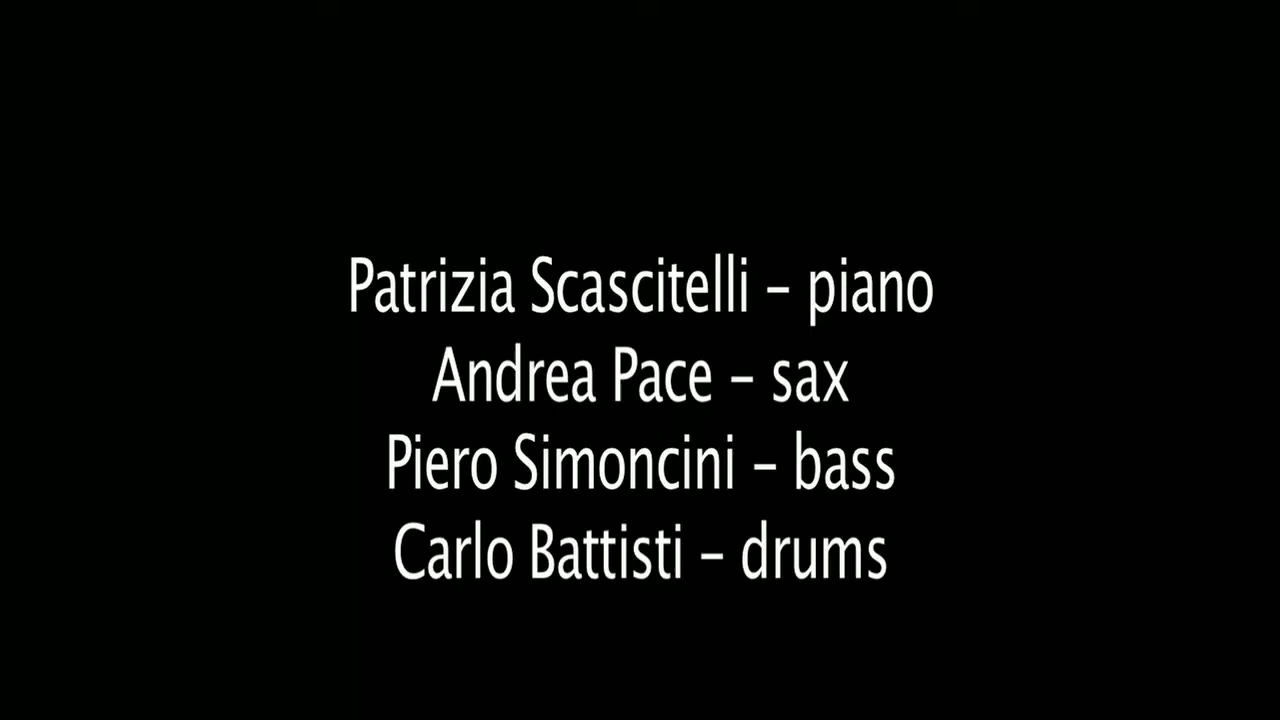 Patrizia Scascitelli – piano
Andrea Pace – sax
Piero Simoncini – bass
Carlo Battisti – drums